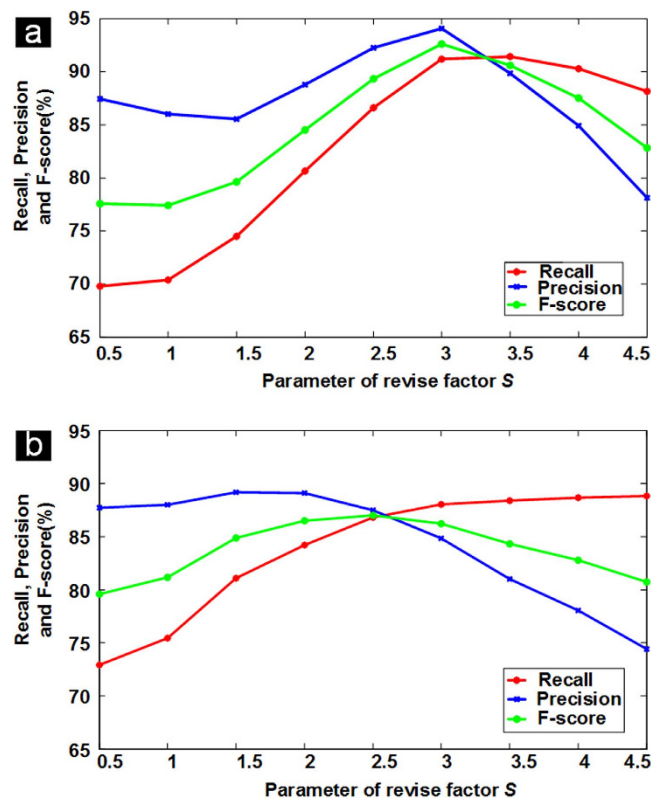 a
95
90
85
80
75
70
65
Recall, Precision
and F-score(%)
Recall
Precision
F-score
0.5 1 1.5 2 2.5 3 3.5 4 4.5
Parameter of revise factor S
b
95
90
85
80
75
70
65
Recall, Precision
and F-score(%)
Recall
Precision
F-score
0.5 1 1.5 2 2.5 3 3.5 4 4.5
Parameter of revise factor S